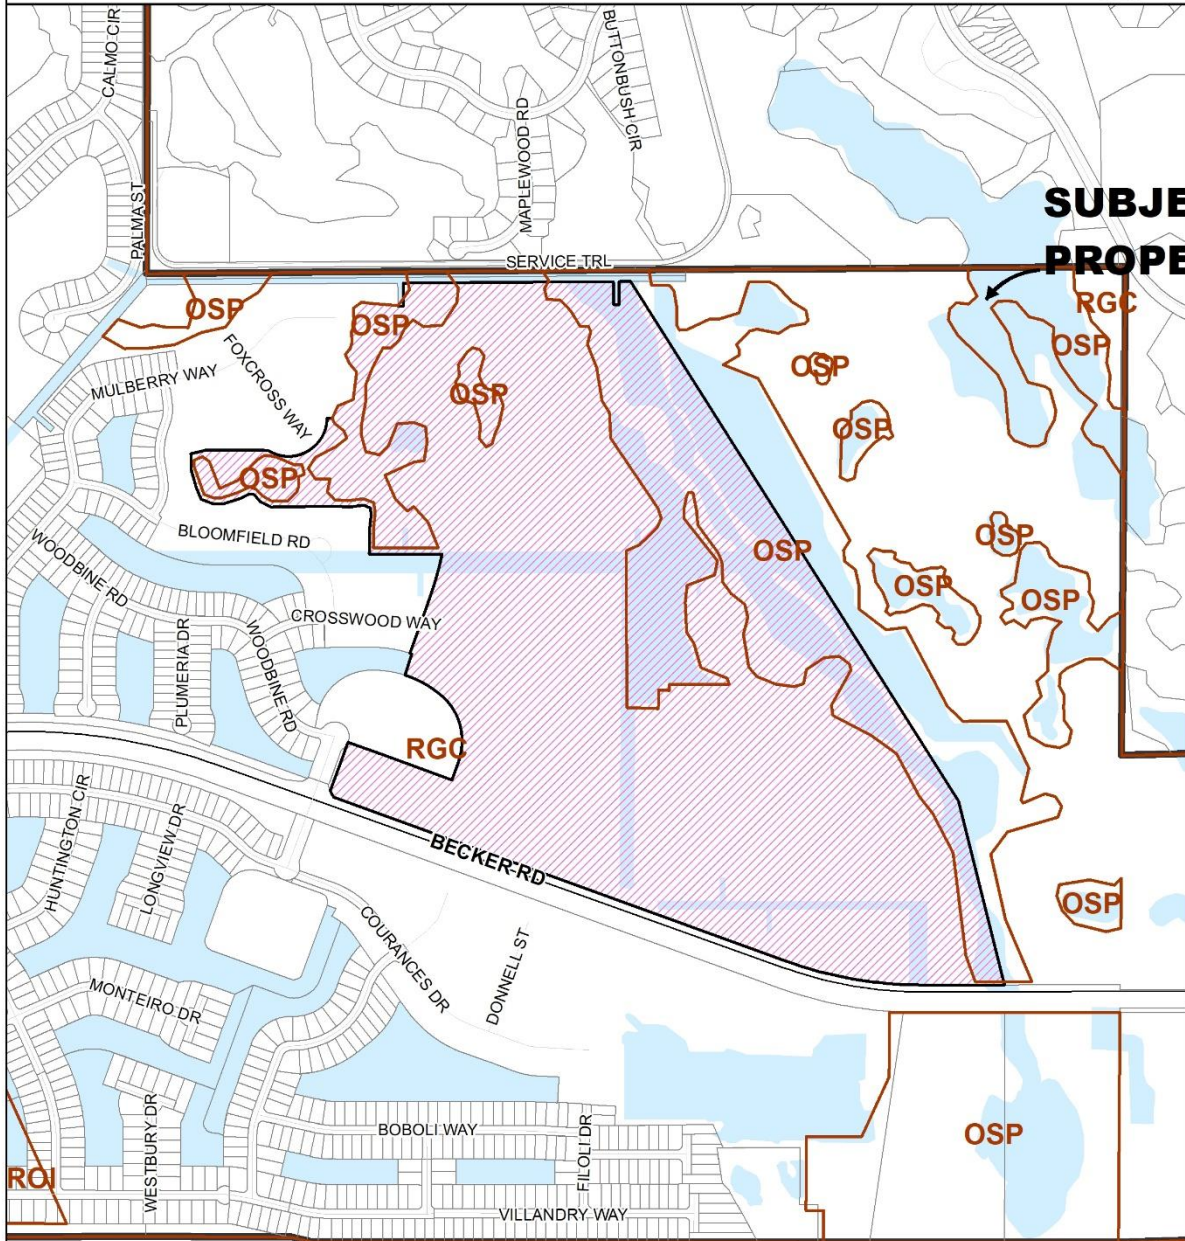 CALMO CIR
BUTTONBUSH CIR
MAPLEWOOD RD
PALMA ST
SUBJE
PROPE
SERVICE TRL
OSP
OSP
RGC
OSP
FOXCROSS WAY
MULBERRY WAY
OSP
OSP
OSP
OSP
BLOOMFIELD RD
OSP
OSP
WOODBINE RD
OSP
OSP
CROSSWOOD WAY
PLUMERIA DR
WOODBINE RD
RGC
HUNTINGTON CIR
LONGVIEW DR
BECKER RD
OSP
COURANCES DR
DONNELL ST
MONTEIRO DR
WESTBURY DR
BOBOLI WAY
FILOLI DR
OSP
ROI
VILLANDRY WAY